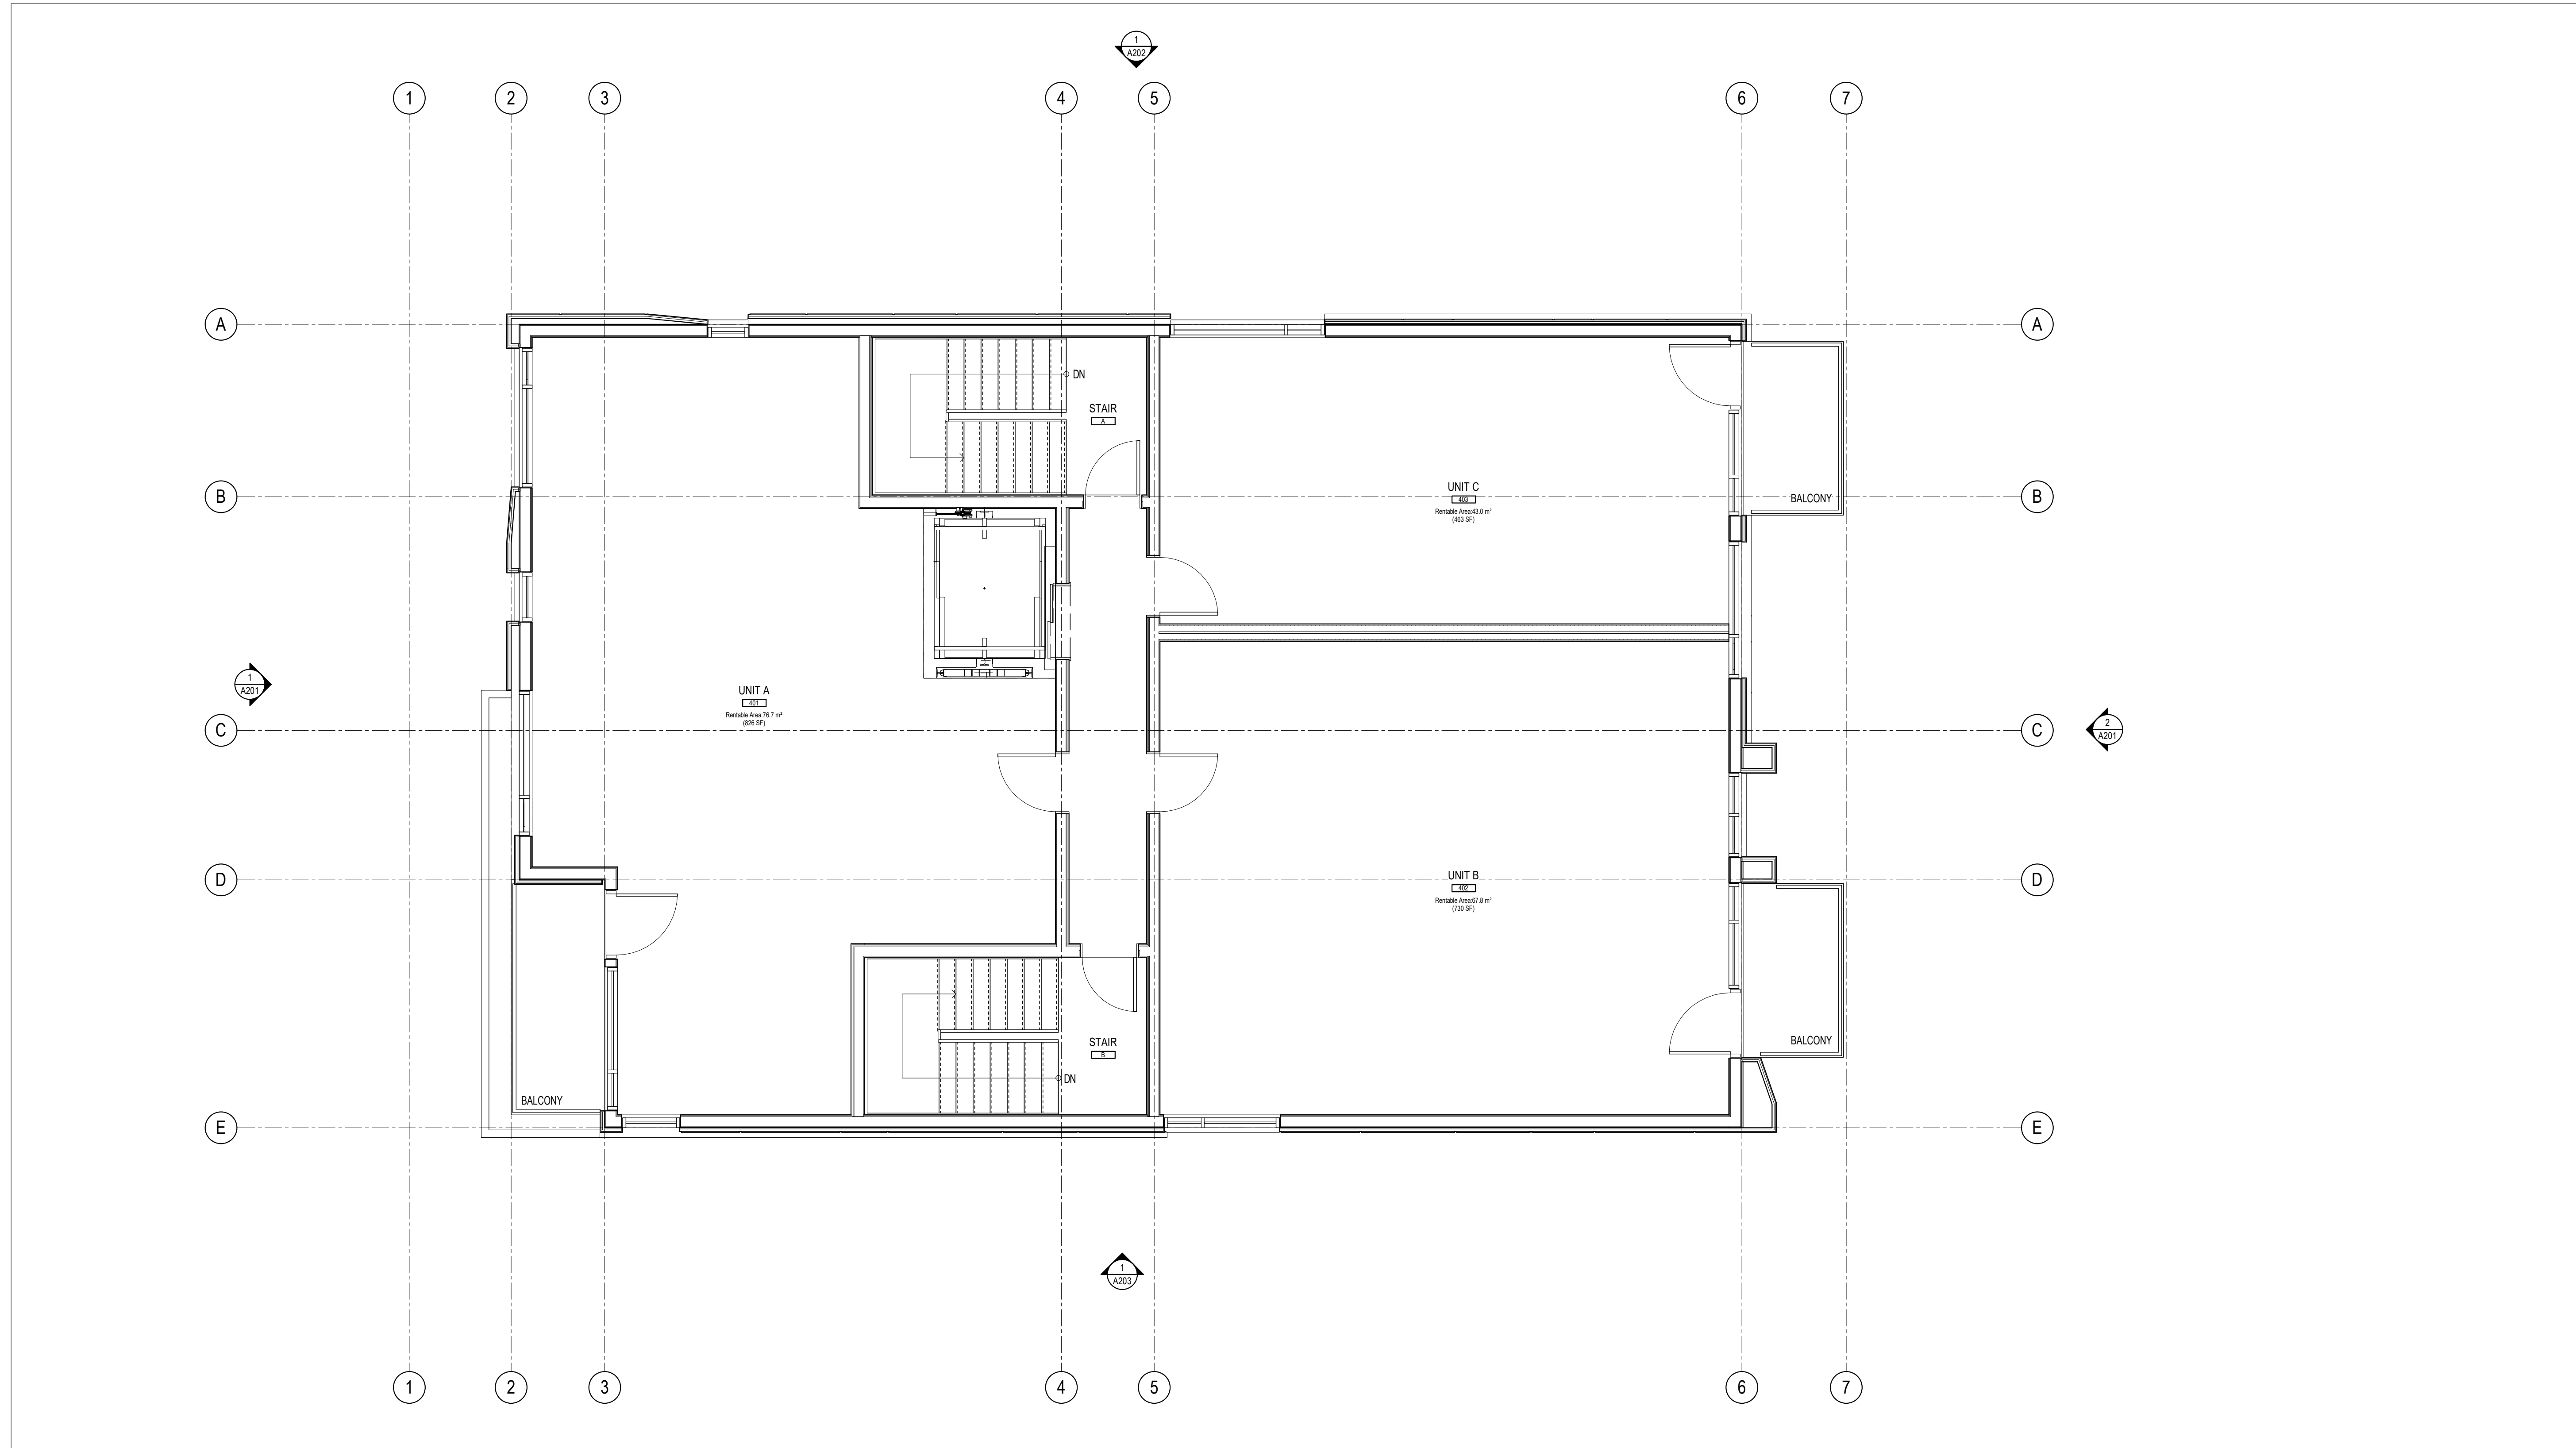 1
A202
1
2
3
4
5
6
7
A
A
DN
STAIR
A
B
B
UNIT C
403
Rentable Area:43.0 m²
(463 SF)
BALCONY
1
A201
UNIT A
401
Rentable Area:76.7 m²
(826 SF)
C
C
2
A201
D
D
UNIT B
402
Rentable Area:67.8 m²
(730 SF)
STAIR
B
BALCONY
DN
BALCONY
E
E
1
A203
1
2
3
4
5
6
7